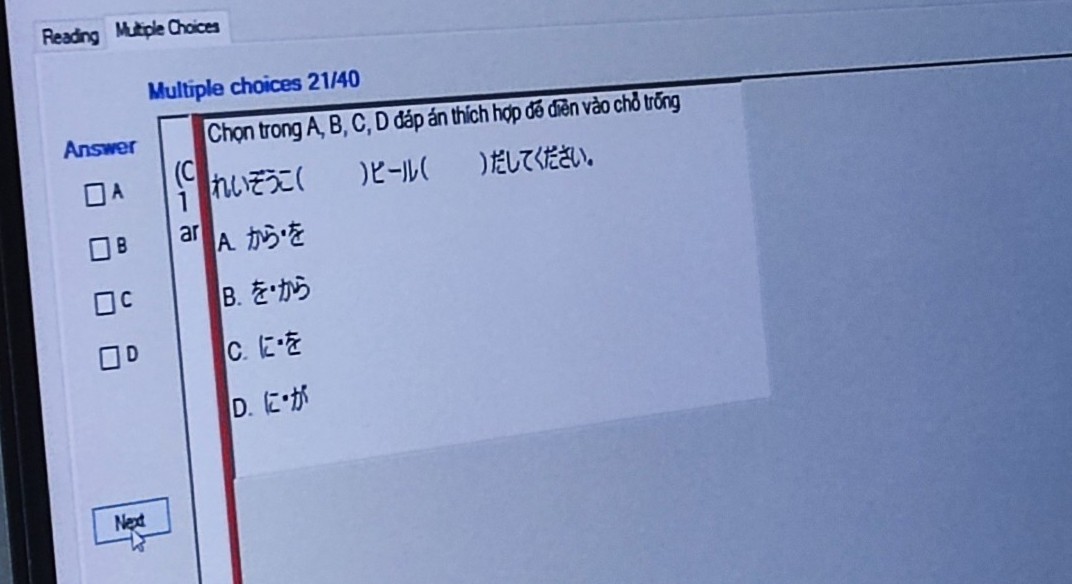 Reading Multiple Choices
Multiple choices 21/40
Answer
A
B
C
D
Next
(C
1
ar
Chọn trong A, B, C, D đáp án thích hợp để điền vào chỗ trống
れいぞうこ( )ビール( )だしてください。
A. から・を
B. を・から
C. に・を
D. に・が